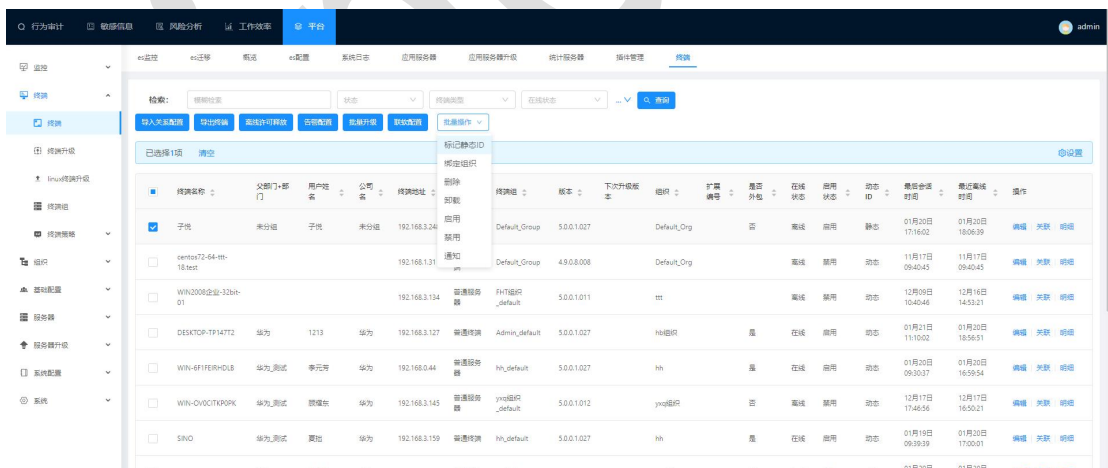 行为审计 敏感信息 风险分析 工作效率 平台 admin
es监控 es迁移 概览 es配置 系统日志 应用服务器 应用服务器升级 统计服务器 插件管理 终端
监控
终端
终端
终端升级
linux终端升级
终端组
终端策略
组织
基础配置
服务器
服务器升级
系统配置
系统
检索： 模糊检索 状态 终端类型 在线状态 ... 查询
导入关系配置 导出终端 离线许可释放 告警配置 批量升级 默认配置 批量操作
标记静态ID
绑定组织
删除
卸载
启用
禁用
通知
已选择1项 清空 设置
终端名称 父部门+部门 用户姓名 公司名 终端地址 终端组 版本 下次升级版本 组织 扩展编号 是否外包 在线状态 启用状态 动态ID 最后会话时间 最近离线时间 操作
子悦 未分组 子悦 未分组 192.168.3.248 Default_Group 5.0.0.1.027 Default_Org 否 离线 启用 静态 01月20日 17:16:02 01月20日 18:06:39 编辑 关联 明细
centos72-64-ttt-18.test 192.168.1.31 端 Default_Group 4.9.0.8.008 Default_Org 离线 禁用 动态 11月17日 09:40:45 11月17日 09:40:45 编辑 关联 明细
WIN2008企业-32bit-01 192.168.3.134 普通服务器 FHT组织_default 5.0.0.1.011 ttt 离线 禁用 动态 12月09日 10:40:46 12月16日 14:53:21 编辑 关联 明细
DESKTOP-TP147T2 华为 1213 华为 192.168.3.127 普通终端 Admin_default 5.0.0.1.027 hb组织 是 在线 启用 动态 01月21日 11:10:02 01月20日 18:56:51 编辑 关联 明细
WIN-6F1FEIRHDLB 华为_测试 李元芳 华为 192.168.0.44 普通服务器 hh_default 5.0.0.1.027 hh 是 在线 启用 动态 01月20日 09:30:37 01月20日 16:59:54 编辑 关联 明细
WIN-OV0CITKP0PK 华为_测试 顾耀东 华为 192.168.3.145 普通服务器 yxq组织_default 5.0.0.1.012 yxq组织 否 离线 禁用 动态 12月17日 17:46:56 12月17日 16:50:21 编辑 关联 明细
SINO 华为_测试 夏怡 华为 192.168.3.159 普通终端 hh_default 5.0.0.1.027 hh 是 在线 启用 动态 01月19日 09:39:39 01月20日 17:00:01 编辑 关联 明细